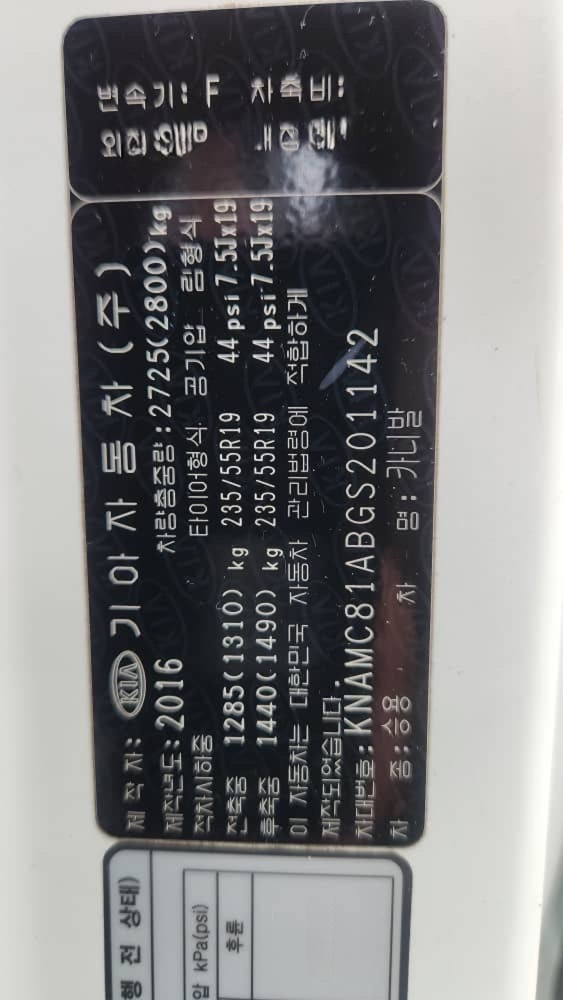 제 작 자: KIA 기 아 자 동 차 (주)
제작년도: 2016 차량총중량: 2725(2800)kg
적차시하중 타이어형식. 공기압 림형식
전축중 1285(1310) kg 235/55R19 44 psi 7.5Jx19
후축중 1440(1490) kg 235/55R19 44 psi 7.5Jx19
이 자동차는 대한민국 자동차 관리법령에 적합하게
제작되었습니다.
차대번호: KNAMC81ABGS201142
차 종: 승용 차 명: 카니발
변속기: F 차축비:
외장 내장
행 전 상태)
압 kPa(psi)
후륜